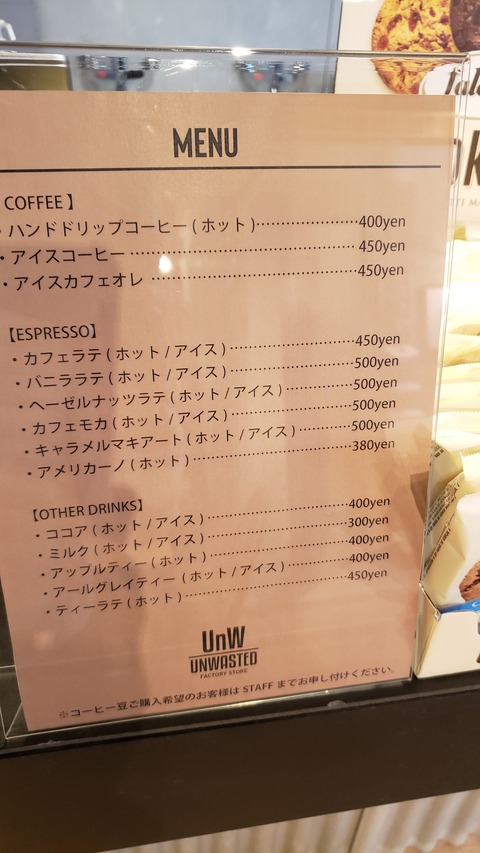 MENU
COFFEE】
・ハンドドリップコーヒー ( ホット )…………………400yen
・アイスコーヒー …………………………………450yen
・アイスカフェオレ …………………………………450yen
【ESPRESSO】
・カフェラテ ( ホット / アイス )……………………450yen
・バニララテ ( ホット / アイス )……………………500yen
・ヘーゼルナッツラテ ( ホット / アイス )…………500yen
・カフェモカ ( ホット / アイス )……………………500yen
・キャラメルマキアート ( ホット / アイス )………500yen
・アメリカーノ ( ホット )……………………………380yen
【OTHER DRINKS】
・ココア ( ホット / アイス )…………………………400yen
・ミルク ( ホット / アイス )…………………………300yen
・アップルティー ( ホット )…………………………400yen
・アールグレイティー ( ホット / アイス )…………400yen
・ティーラテ ( ホット )………………………………450yen
UnW
UNWASTED
FACTORY STORE
※コーヒー豆ご購入希望のお客様は STAFF までお申し付けください。